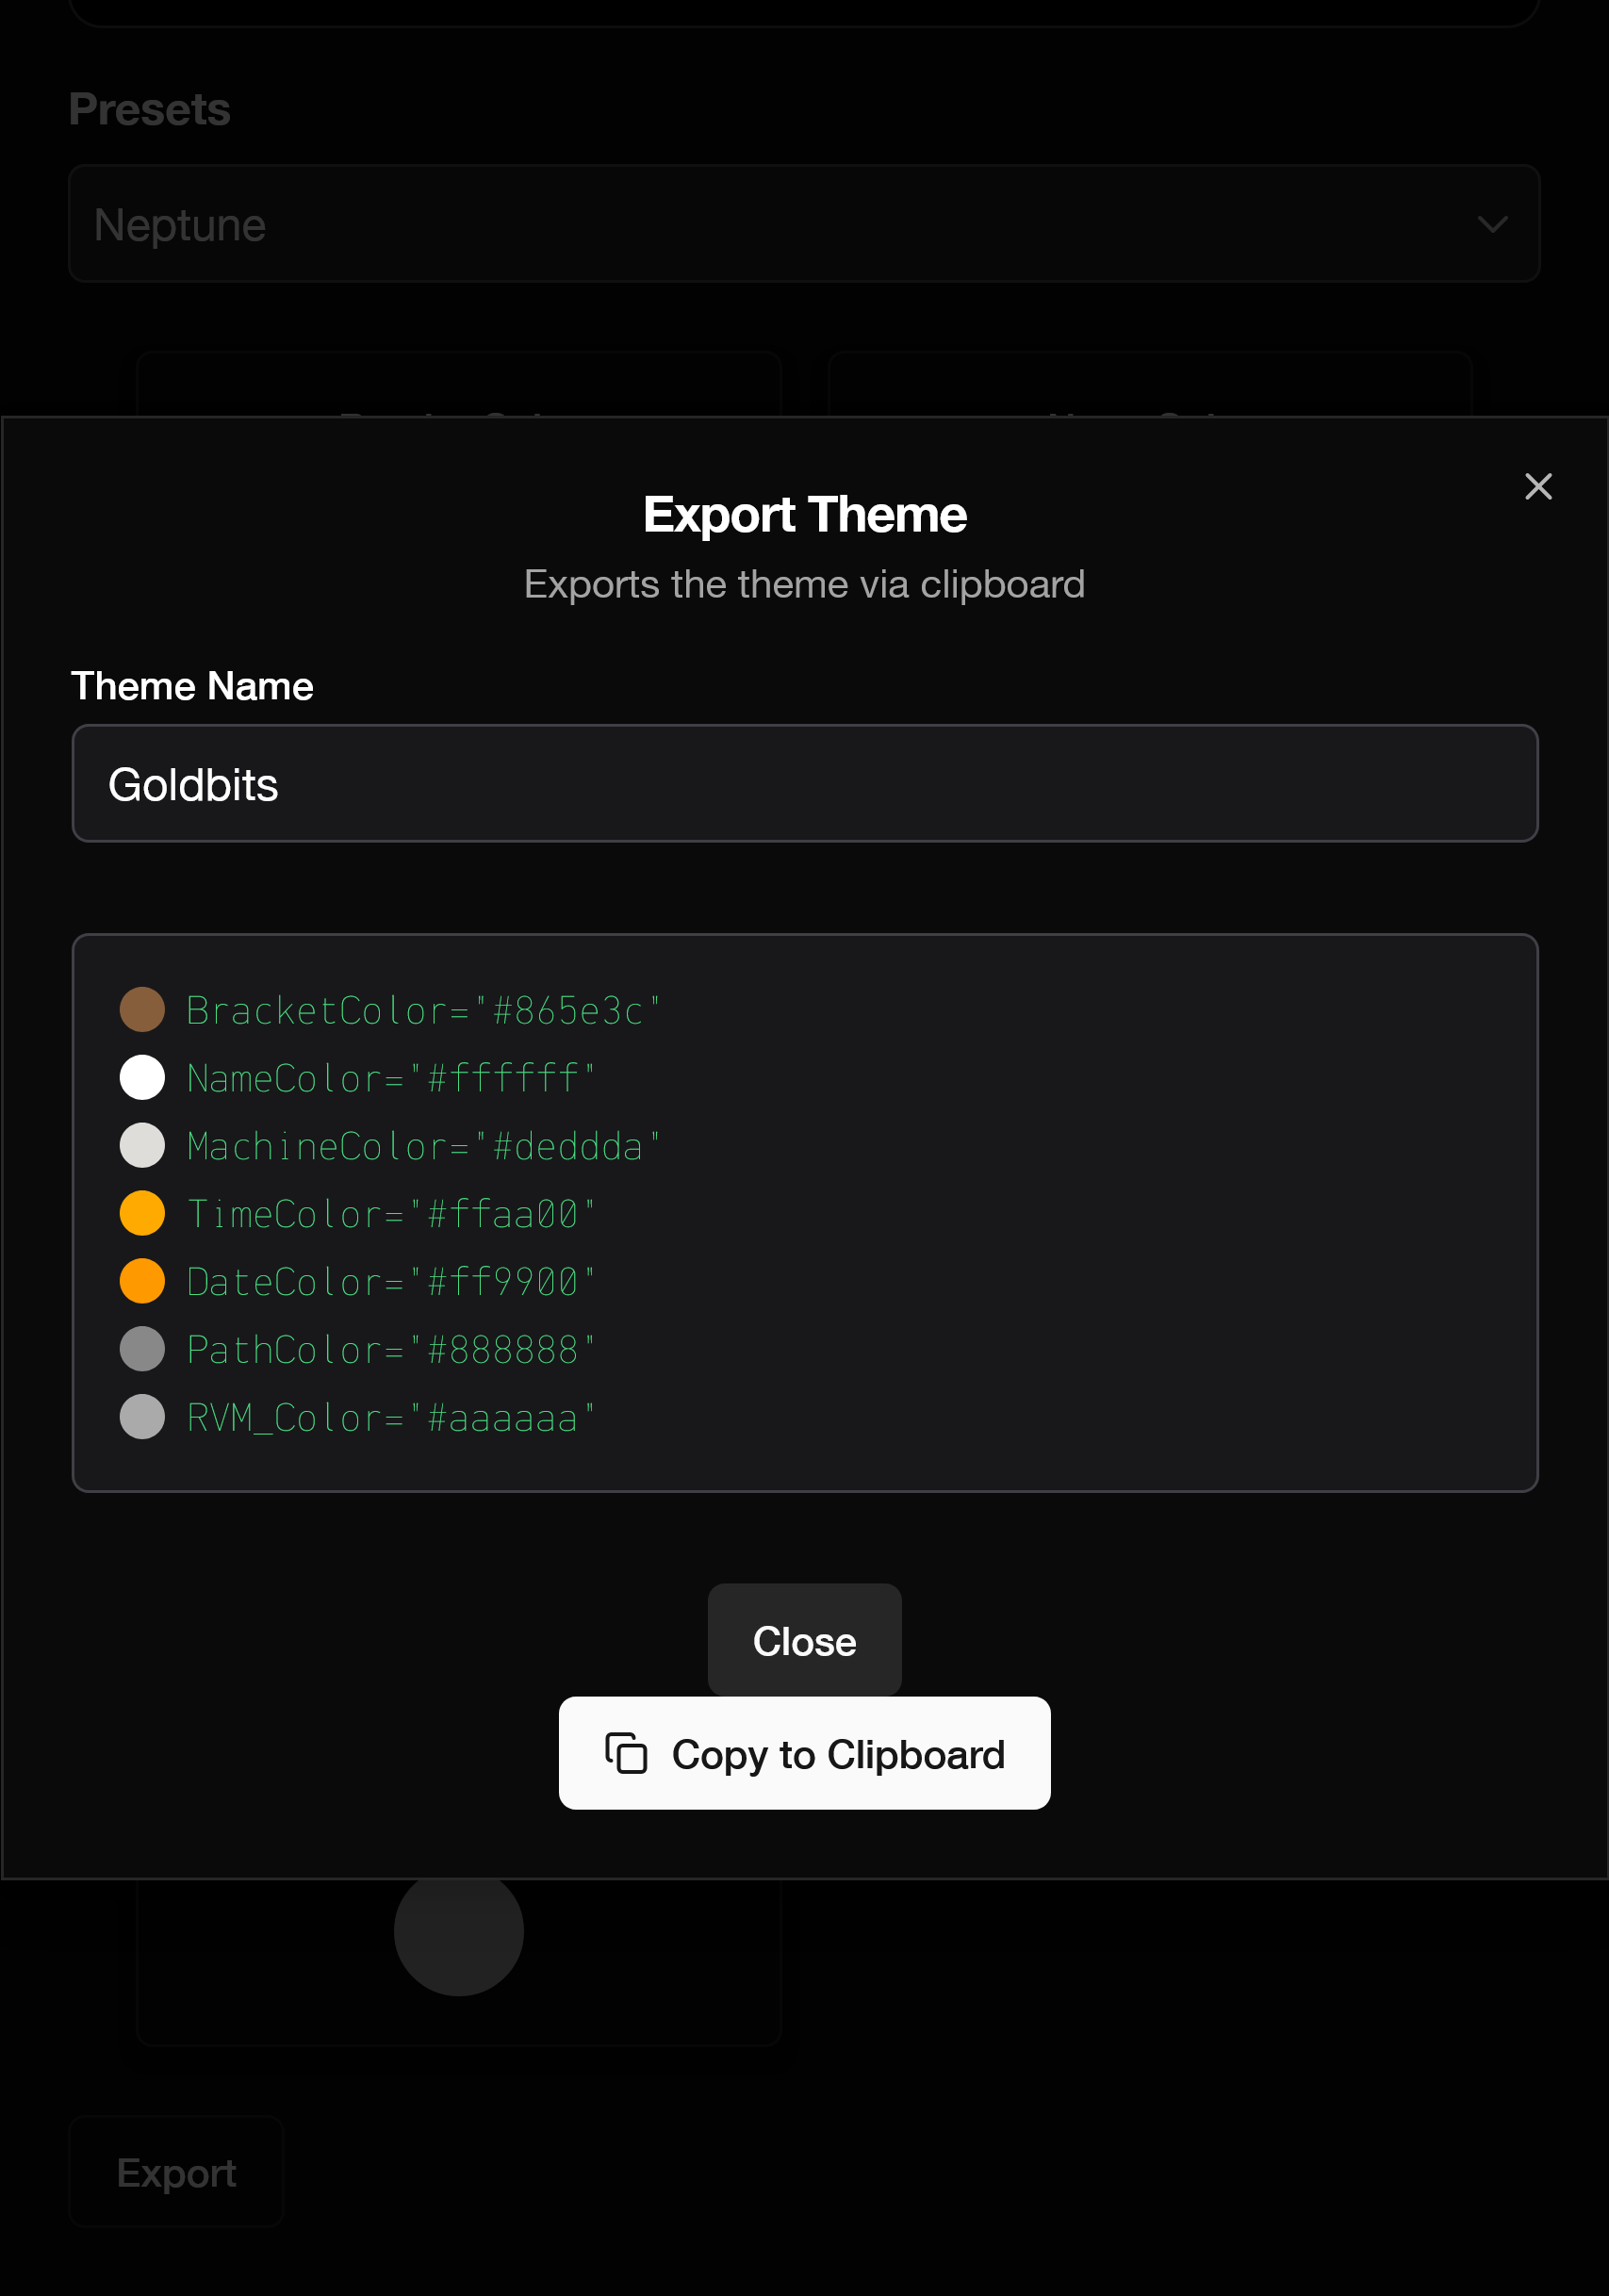 Presets
Neptune
Export Theme
Exports the theme via clipboard
Theme Name
Goldbits
BracketColor="#865e3c"
NameColor="#ffffff"
MachineColor="#deddda"
TimeColor="#ffaa00"
DateColor="#ff9900"
PathColor="#888888"
RVM_Color="#aaaaaa"
Close
Copy to Clipboard
Export